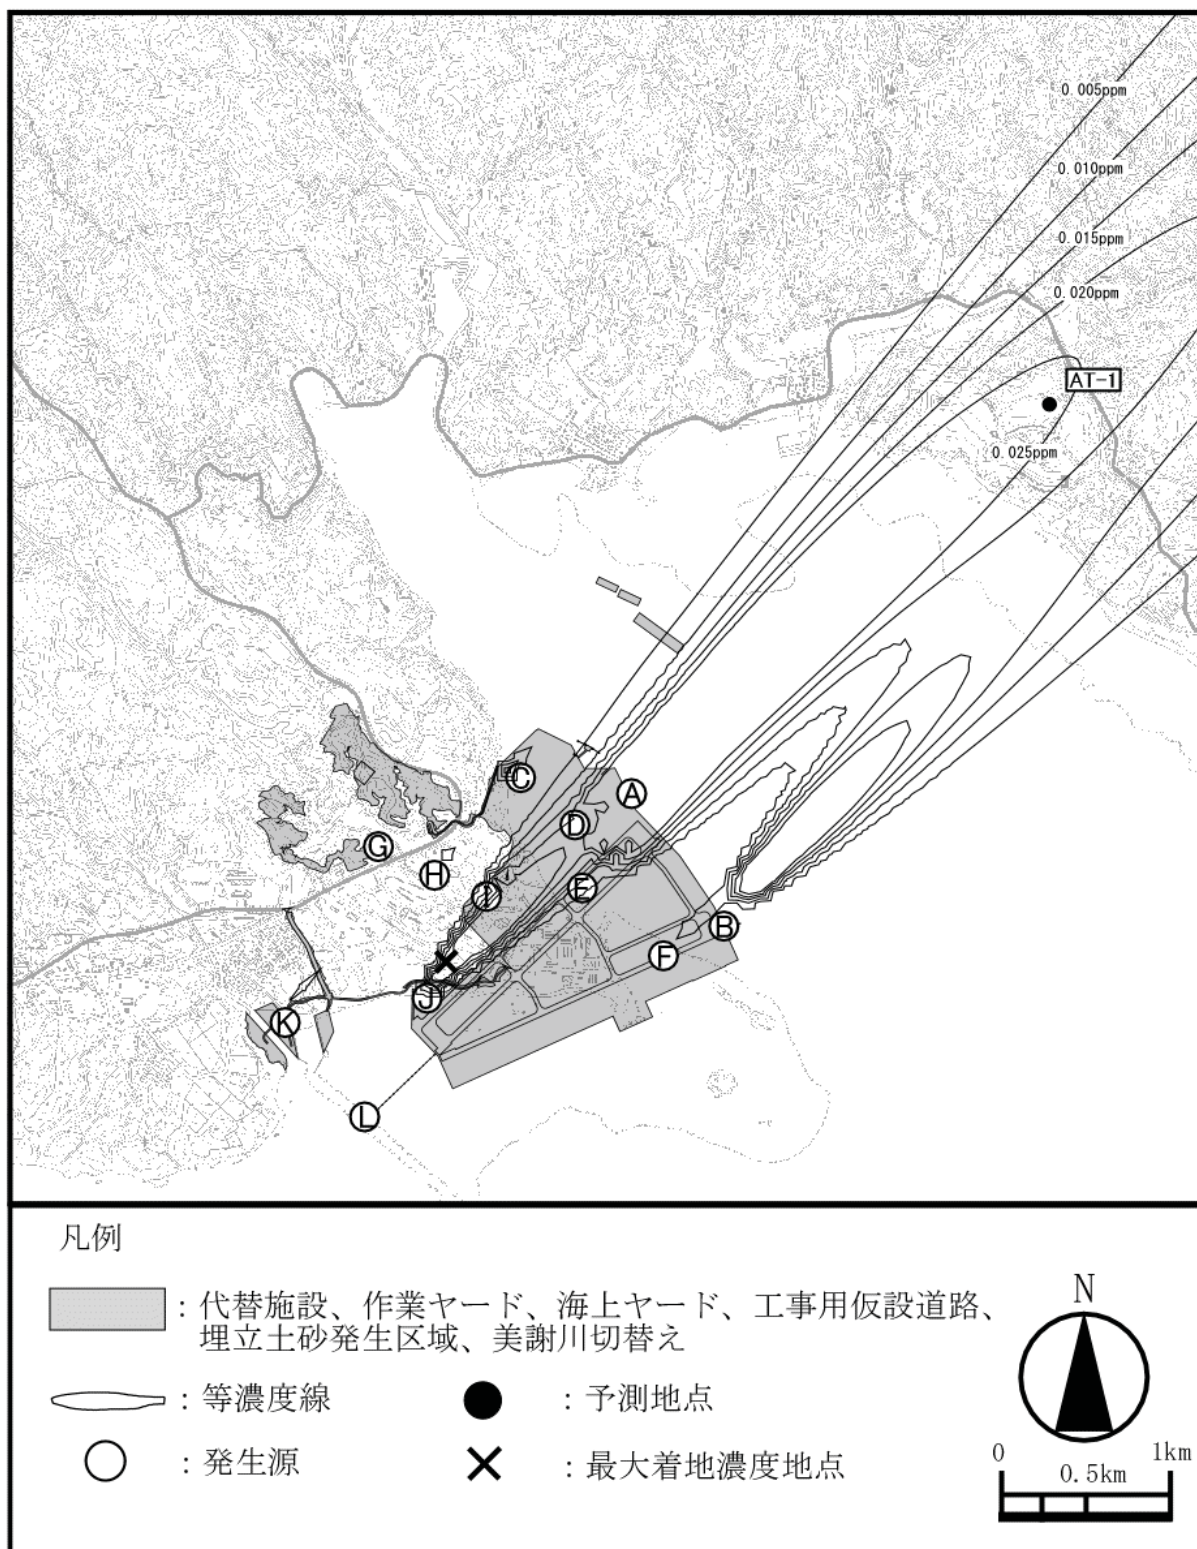 0.005ppm
0.010ppm
0.015ppm
0.020ppm
AT-1
0.025ppm
C
A
D
G
H
I
E
B
F
J
K
L
凡例
：代替施設、作業ヤード、海上ヤード、工事用仮設道路、
埋立土砂発生区域、美謝川切替え
：等濃度線
：予測地点
：発生源
：最大着地濃度地点
N
0
0.5km
1km